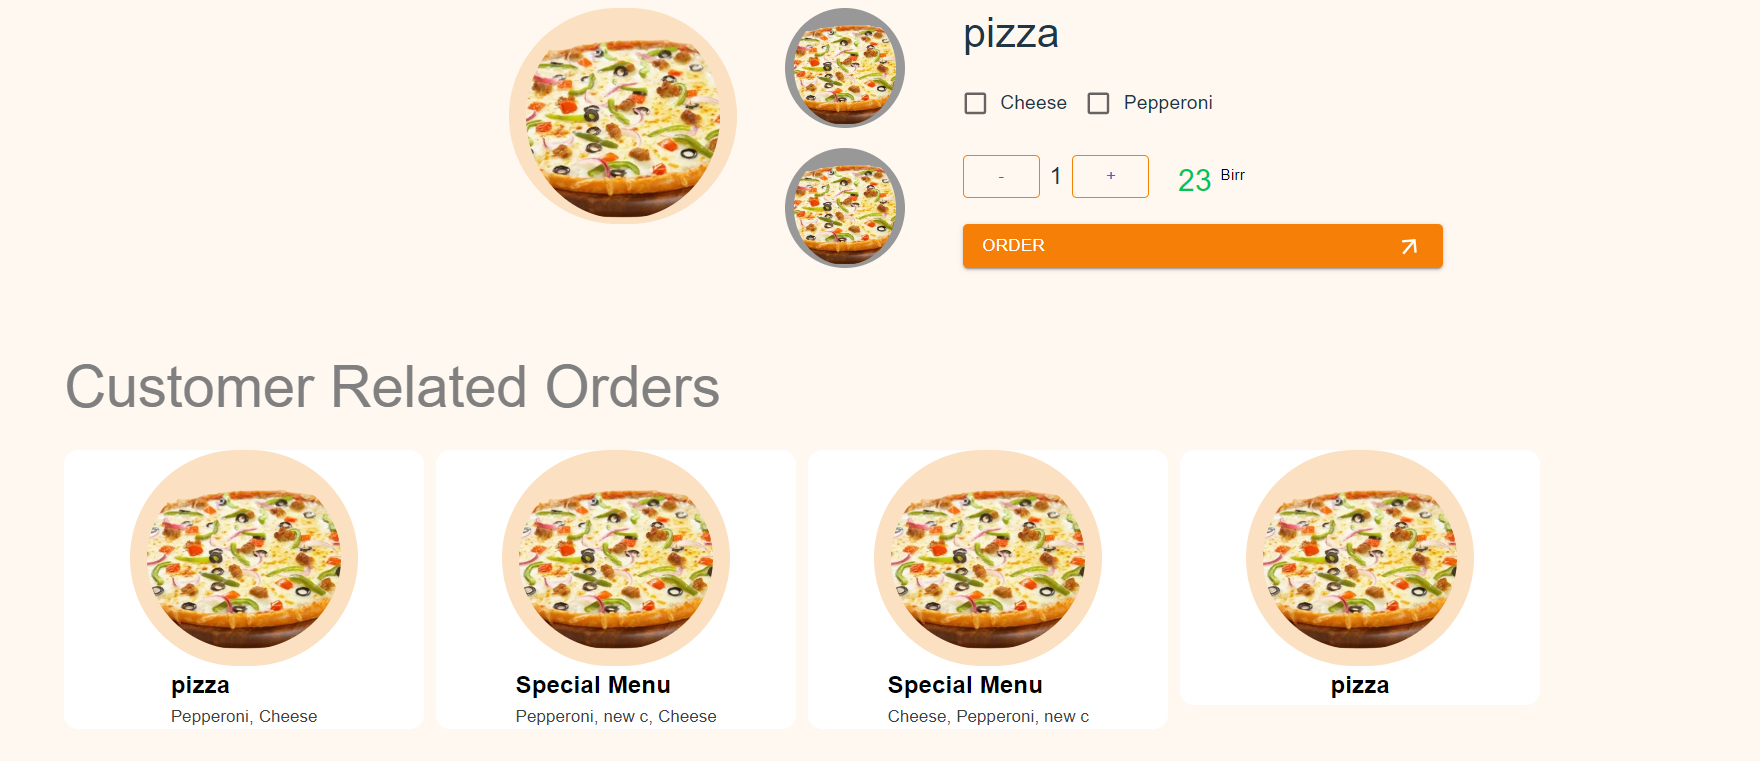 pizza
Cheese Pepperoni
- 1 + 23 Birr
ORDER
Customer Related Orders
pizza
Pepperoni, Cheese
Special Menu
Pepperoni, new c, Cheese
Special Menu
Cheese, Pepperoni, new c
pizza